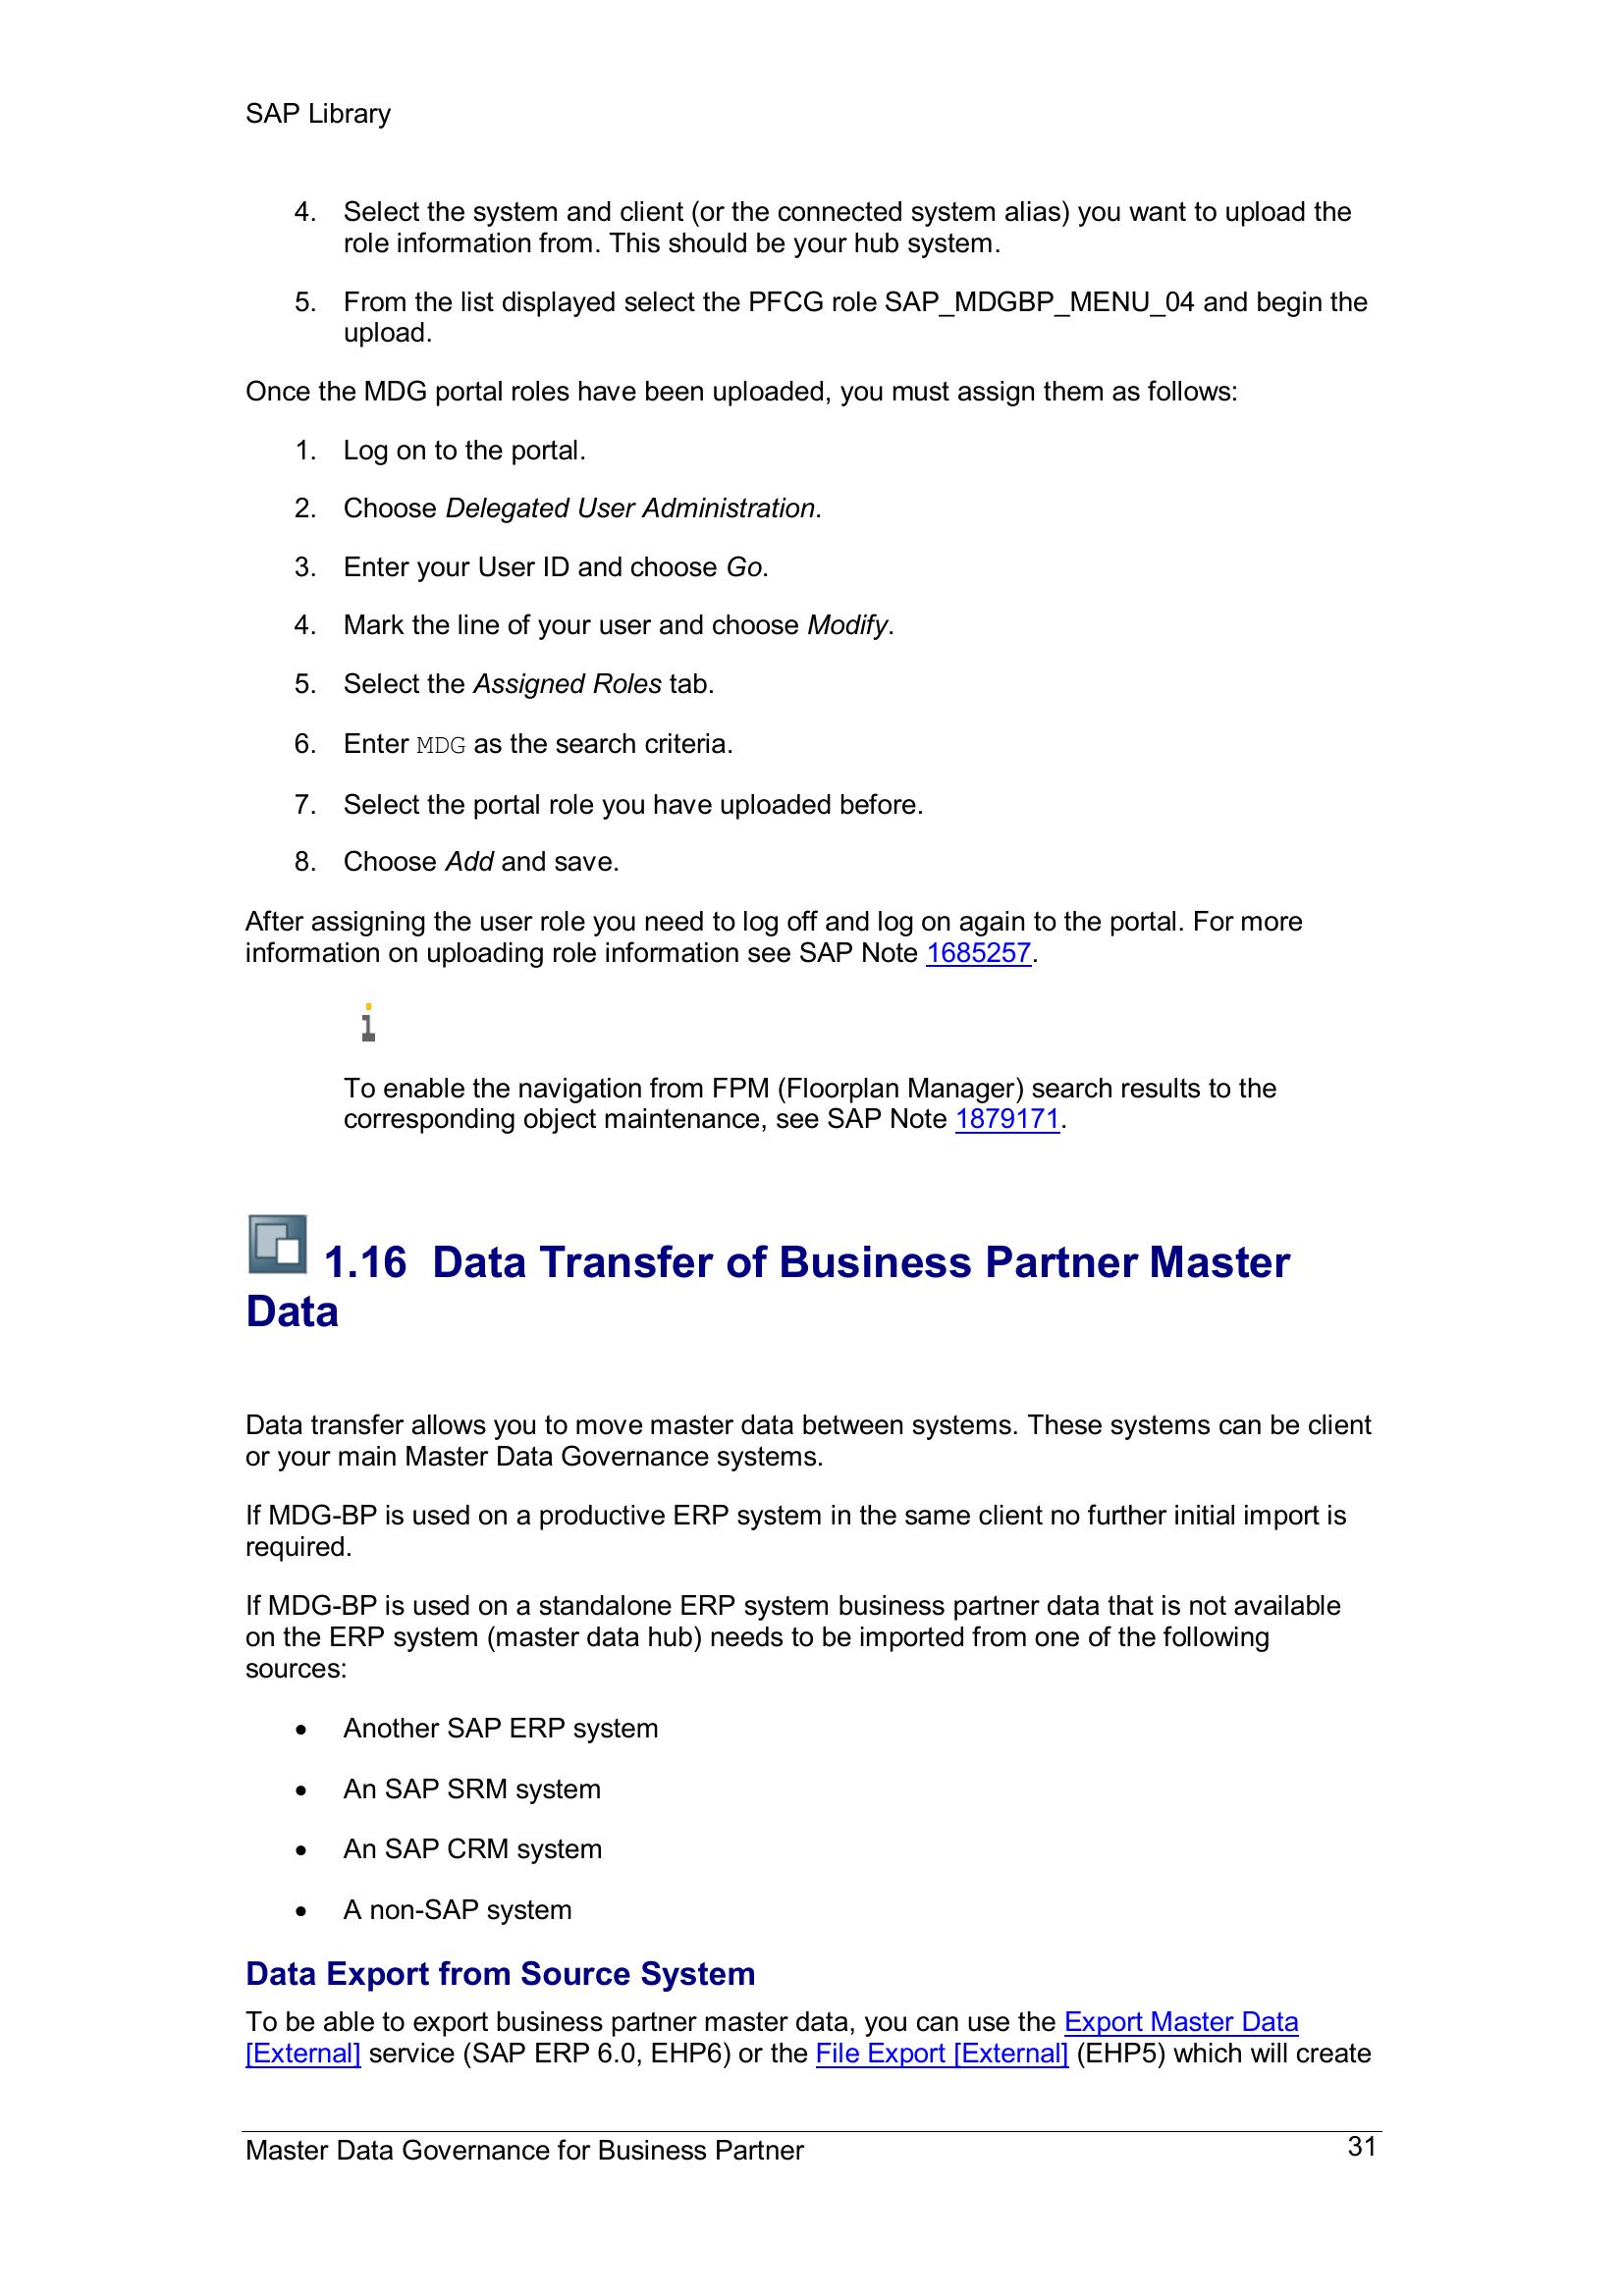 SAP Library
4. Select the system and client (or the connected system alias) you want to upload the
role information from. This should be your hub system.
5. From the list displayed select the PFCG role SAP_MDGBP_MENU_04 and begin the
upload.
Once the MDG portal roles have been uploaded, you must assign them as follows:
1. Log on to the portal.
2. Choose Delegated User Administration.
3. Enter your User ID and choose Go.
4. Mark the line of your user and choose Modify.
5. Select the Assigned Roles tab.
6. Enter MDG as the search criteria.
7. Select the portal role you have uploaded before.
8. Choose Add and save.
After assigning the user role you need to log off and log on again to the portal. For more
information on uploading role information see SAP Note 1685257.
To enable the navigation from FPM (Floorplan Manager) search results to the
corresponding object maintenance, see SAP Note 1879171.
1.16 Data Transfer of Business Partner Master
Data
Data transfer allows you to move master data between systems. These systems can be client
or your main Master Data Governance systems.
If MDG-BP is used on a productive ERP system in the same client no further initial import is
required.
If MDG-BP is used on a standalone ERP system business partner data that is not available
on the ERP system (master data hub) needs to be imported from one of the following
sources:
• Another SAP ERP system
• An SAP SRM system
• An SAP CRM system
• A non-SAP system
Data Export from Source System
To be able to export business partner master data, you can use the Export Master Data
[External] service (SAP ERP 6.0, EHP6) or the File Export [External] (EHP5) which will create
Master Data Governance for Business Partner 31